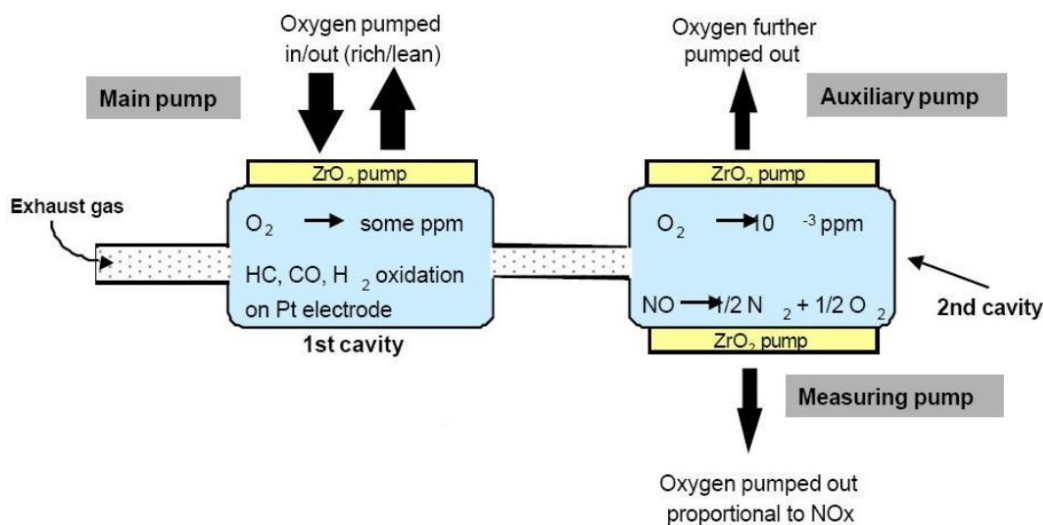 Oxygen pumped
in/out (rich/lean)
Main pump
Oxygen further
pumped out
Auxiliary pump
ZrO₂ pump
ZrO₂ pump
Exhaust gas
O₂ → some ppm
HC, CO, H₂ oxidation
on Pt electrode
1st cavity
O₂ → 10 ⁻³ ppm
NO → 1/2 N₂ + 1/2 O₂
2nd cavity
ZrO₂ pump
Measuring pump
Oxygen pumped out
proportional to NOx